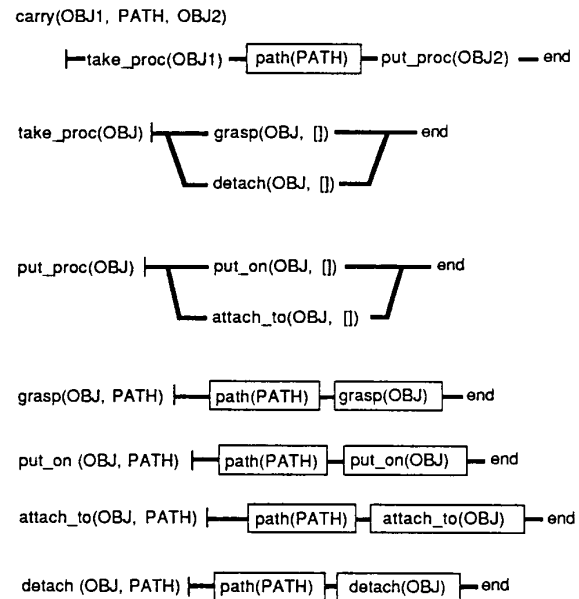 carry(OBJ1, PATH, OBJ2)
take_proc(OBJ1) path(PATH) put_proc(OBJ2) end
take_proc(OBJ) grasp(OBJ, []) end
detach(OBJ, [])
put_proc(OBJ) put_on(OBJ, []) end
attach_to(OBJ, [])
grasp(OBJ, PATH) path(PATH) grasp(OBJ) end
put_on (OBJ, PATH) path(PATH) put_on(OBJ) end
attach_to(OBJ, PATH) path(PATH) attach_to(OBJ) end
detach (OBJ, PATH) path(PATH) detach(OBJ) end